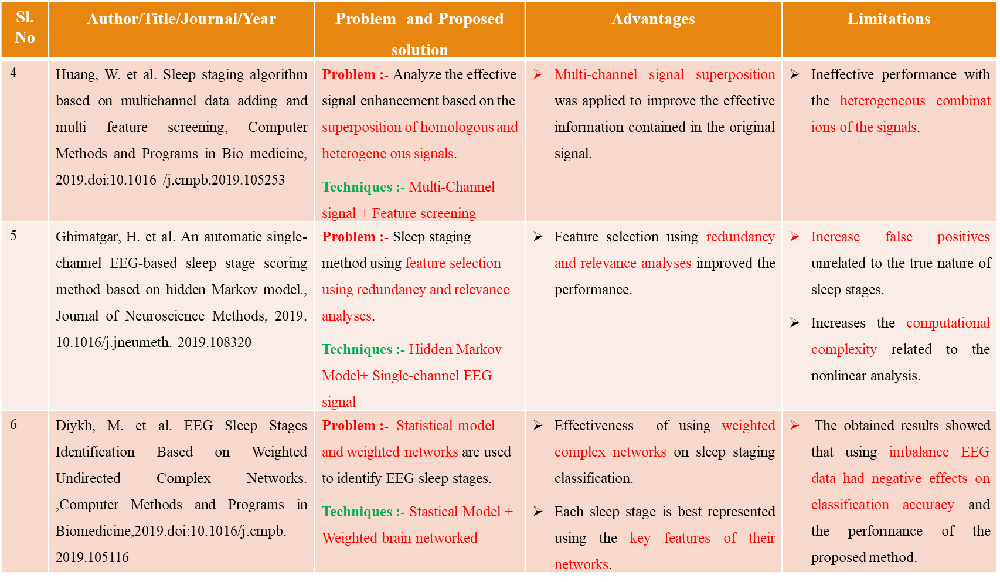 Sl.
No
Author/Title/Journal/Year
Problem and Proposed
solution
Advantages
Limitations
4
Huang, W. et al. Sleep staging algorithm
based on multichannel data adding and
multi feature screening, Computer
Methods and Programs in Bio medicine,
2019.doi:10.1016 /j.cmpb.2019.105253
Problem :- Analyze the effective
signal enhancement based on the
superposition of homologous and
heterogene ous signals.
Techniques :- Multi-Channel
signal + Feature screening
➢ Multi-channel signal superposition
was applied to improve the effective
information contained in the original
signal.
➢ Ineffective performance with
the heterogeneous combinat
ions of the signals.
5
Ghimatgar, H. et al. An automatic single-
channel EEG-based sleep stage scoring
method based on hidden Markov model.,
Journal of Neuroscience Methods, 2019.
10.1016/j.jneumeth. 2019.108320
Problem :- Sleep staging
method using feature selection
using redundancy and relevance
analyses.
Techniques :- Hidden Markov
Model+ Single-channel EEG
signal
➢ Feature selection using redundancy
and relevance analyses improved the
performance.
➢ Increase false positives
unrelated to the true nature of
sleep stages.
➢ Increases the computational
complexity related to the
nonlinear analysis.
6
Diykh, M. et al. EEG Sleep Stages
Identification Based on Weighted
Undirected Complex Networks.
,Computer Methods and Programs in
Biomedicine,2019.doi:10.1016/j.cmpb.
2019.105116
Problem :- Statistical model
and weighted networks are used
to identify EEG sleep stages.
Techniques :- Stastical Model +
Weighted brain networked
➢ Effectiveness of using weighted
complex networks on sleep staging
classification.
➢ Each sleep stage is best represented
using the key features of their
networks.
➢ The obtained results showed
that using imbalance EEG
data had negative effects on
classification accuracy and
the performance of the
proposed method.